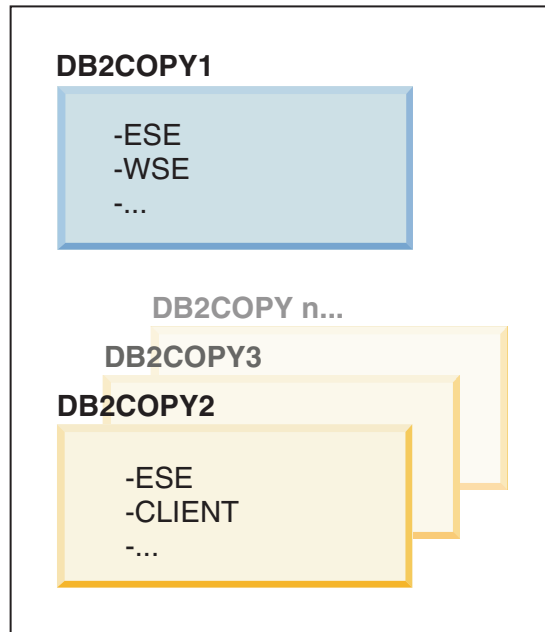 DB2COPY1
-ESE
-WSE
-...
DB2COPY n...
DB2COPY3
DB2COPY2
-ESE
-CLIENT
-...